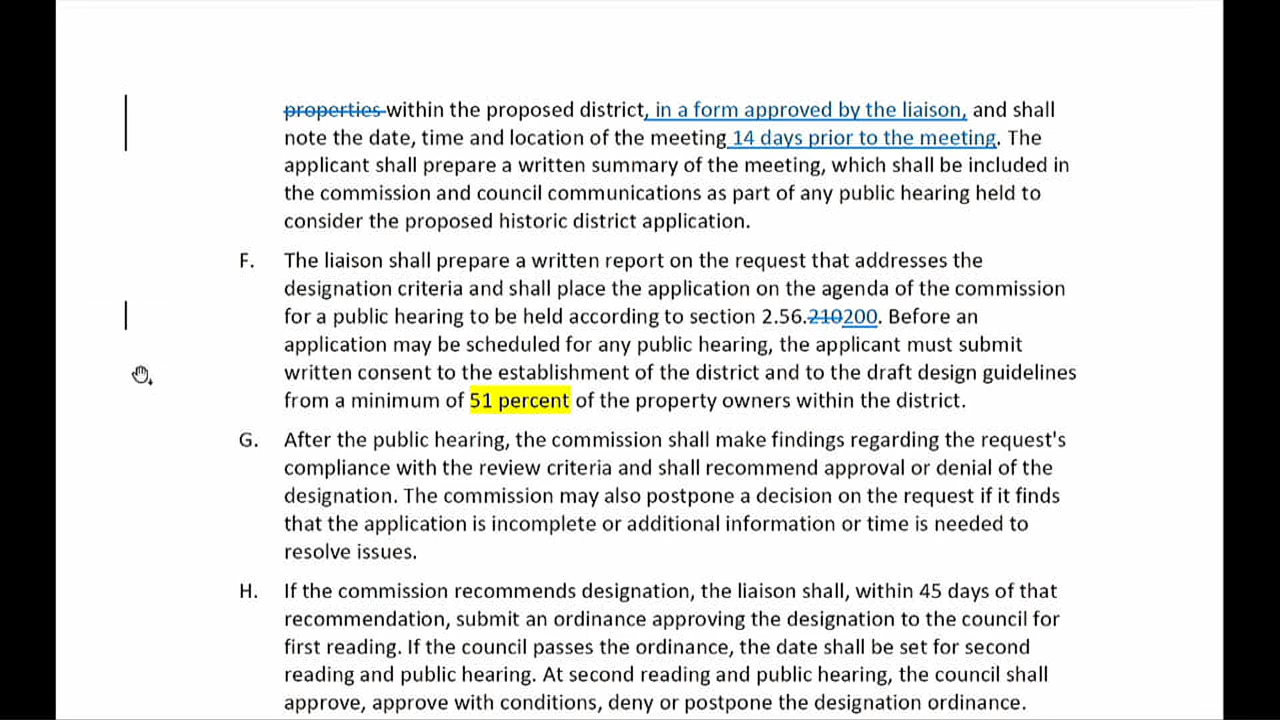 properties within the proposed district, in a form approved by the liaison, and shall
note the date, time and location of the meeting 14 days prior to the meeting. The
applicant shall prepare a written summary of the meeting, which shall be included in
the commission and council communications as part of any public hearing held to
consider the proposed historic district application.
F. The liaison shall prepare a written report on the request that addresses the
designation criteria and shall place the application on the agenda of the commission
for a public hearing to be held according to section 2.56.210200. Before an
application may be scheduled for any public hearing, the applicant must submit
written consent to the establishment of the district and to the draft design guidelines
from a minimum of 51 percent of the property owners within the district.
G. After the public hearing, the commission shall make findings regarding the request's
compliance with the review criteria and shall recommend approval or denial of the
designation. The commission may also postpone a decision on the request if it finds
that the application is incomplete or additional information or time is needed to
resolve issues.
H. If the commission recommends designation, the liaison shall, within 45 days of that
recommendation, submit an ordinance approving the designation to the council for
first reading. If the council passes the ordinance, the date shall be set for second
reading and public hearing. At second reading and public hearing, the council shall
approve, approve with conditions, deny or postpone the designation ordinance.